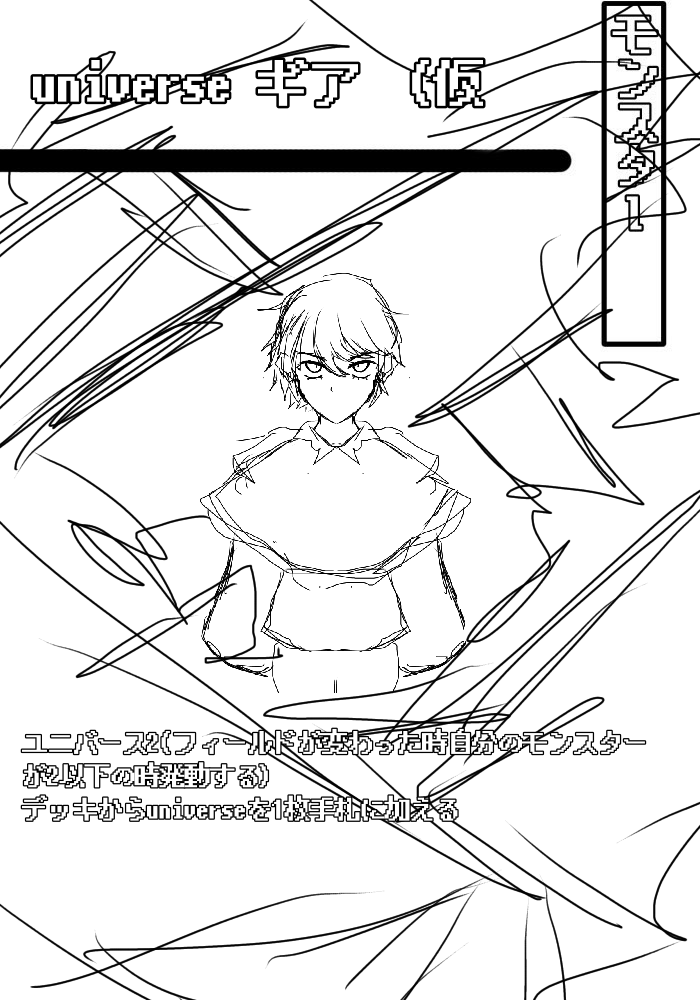 universe ギア (仮
モンスター
ユニバース2(フィールドが変わった時自分のモンスター
が2以下の時発動する)
デッキからuniverseを1枚手札に加える